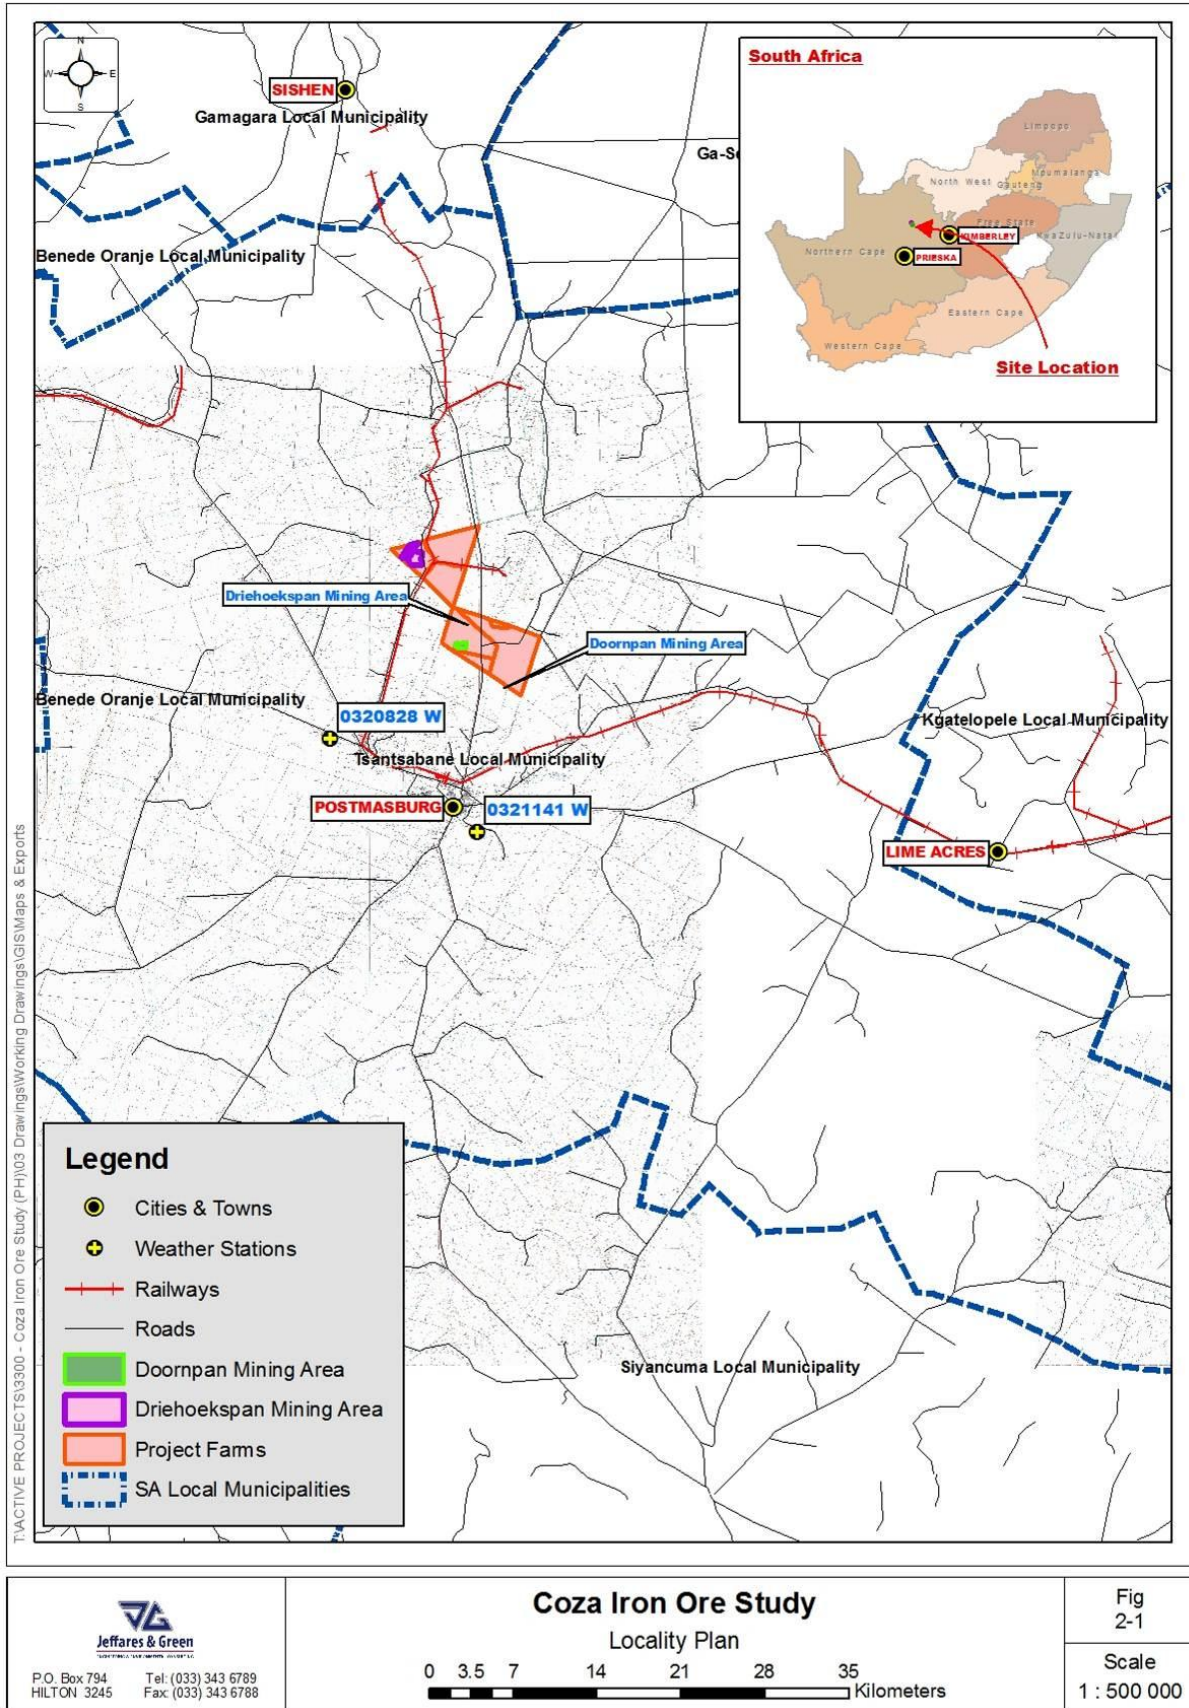 N
W
E
S
SISHEN
Gamagara Local Municipality
Ga-Se
South Africa
Limpopo
North West
Gauteng
Mpumalanga
Free State
KwaZulu-Natal
KIMBERLEY
Northern Cape
PRIESKA
Eastern Cape
Western Cape
Site Location
Benede Oranje Local Municipality
Driehoekspan Mining Area
Doornpan Mining Area
Benede Oranje Local Municipality
0320828 W
Kgatelopele Local Municipality
Tsantsabane Local Municipality
POSTMASBURG
0321141 W
LIME ACRES
Siyancuma Local Municipality
Legend
Cities & Towns
Weather Stations
Railways
Roads
Doornpan Mining Area
Driehoekspan Mining Area
Project Farms
SA Local Municipalities
T:\ACTIVE PROJECTS\3300 - Coza Iron Ore Study (PH)\03 Drawings\Working Drawings\GIS\Maps & Exports
JG
Jeffares & Green
P.O. Box 794 Tel: (033) 343 6789
HILTON 3245 Fax: (033) 343 6788
Coza Iron Ore Study
Locality Plan
0 3.5 7 14 21 28 35
Kilometers
Fig
2-1
Scale
1 : 500 000